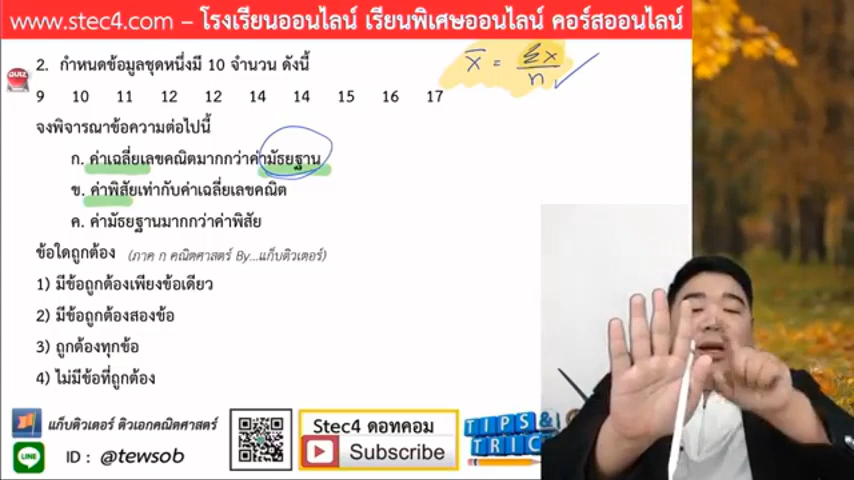 www.stec4.com – โรงเรียนออนไลน์ เรียนพิเศษออนไลน์ คอร์สออนไลน์
QUIZ
2. กำหนดข้อมูลชุดหนึ่งมี 10 จำนวน ดังนี้
x̄ = Σx/n
9 10 11 12 12 14 14 15 16 17
จงพิจารณาข้อความต่อไปนี้
ก. ค่าเฉลี่ยเลขคณิตมากกว่าค่ามัธยฐาน
ข. ค่าพิสัยเท่ากับค่าเฉลี่ยเลขคณิต
ค. ค่ามัธยฐานมากกว่าค่าพิสัย
ข้อใดถูกต้อง (ภาค ก คณิตศาสตร์ By...แก็บติวเตอร์)
1) มีข้อถูกต้องเพียงข้อเดียว
2) มีข้อถูกต้องสองข้อ
3) ถูกต้องทุกข้อ
4) ไม่มีข้อที่ถูกต้อง
แก็บติวเตอร์ ติวเอกคณิตศาสตร์
LINE ID : @tewsob
Stec4 ดอทคอม
Subscribe
TIPS &